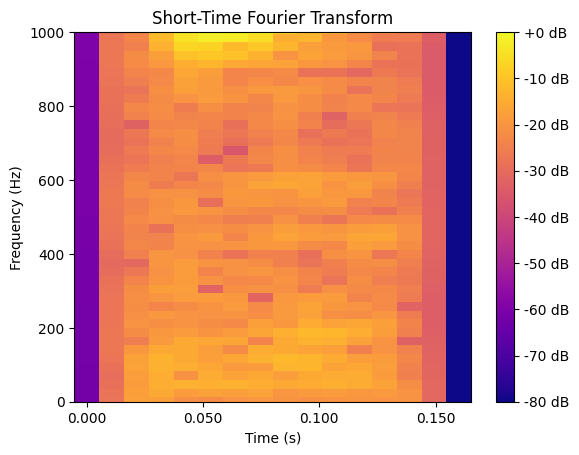 Short-Time Fourier Transform
1000
800
600
400
200
0
Frequency (Hz)
0.000
0.050
0.100
0.150
Time (s)
+0 dB
-10 dB
-20 dB
-30 dB
-40 dB
-50 dB
-60 dB
-70 dB
-80 dB